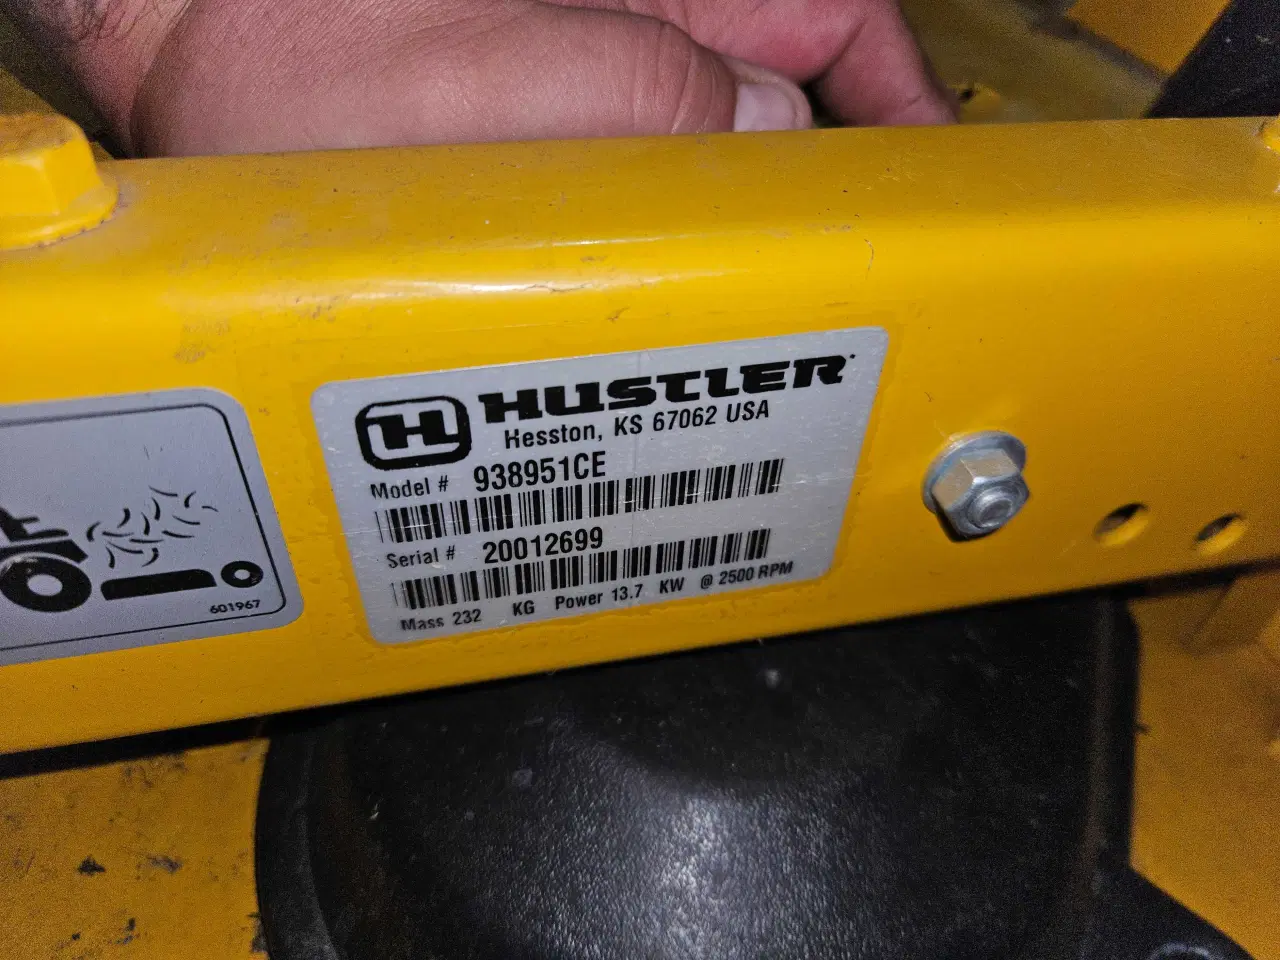 HUSTLER
Hesston, KS 67062 USA
Model # 938951CE
Serial # 20012699
Mass 232 KG Power 13.7 KW @ 2500 RPM
601967